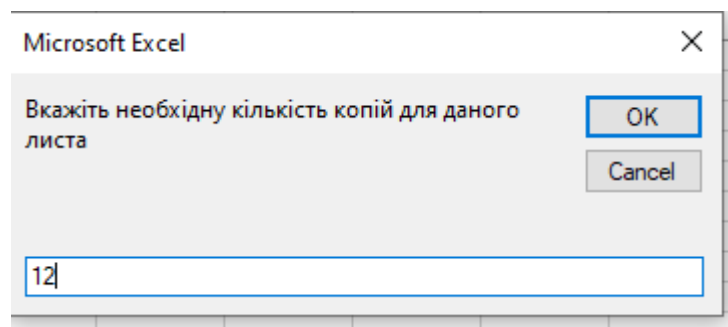 Microsoft Excel
Вкажіть необхідну кількість копій для даного
листа
OK
Cancel
12